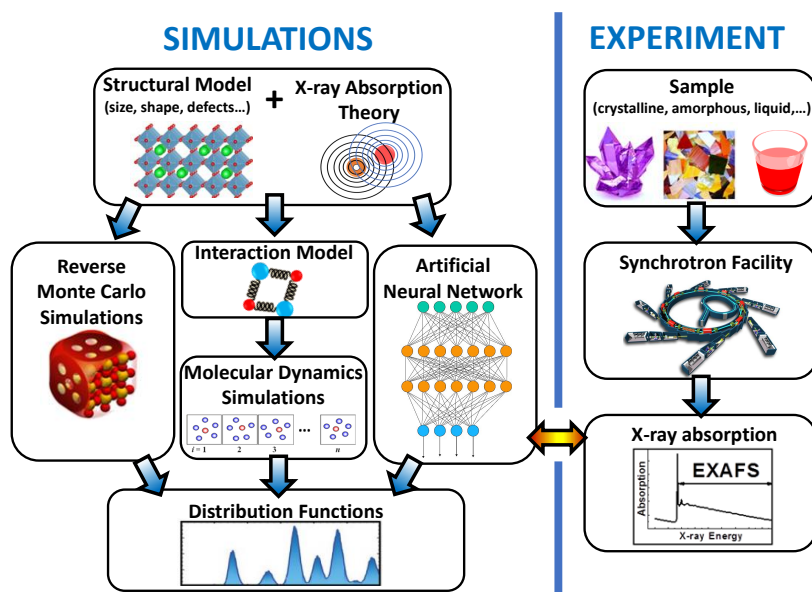 SIMULATIONS
Structural Model
(size, shape, defects...)
+
X-ray Absorption
Theory
Reverse
Monte Carlo
Simulations
Interaction Model
Molecular Dynamics
Simulations
...
i = 1
2
3
n
Artificial
Neural Network
Distribution Functions
EXPERIMENT
Sample
(crystalline, amorphous, liquid,...)
Synchrotron Facility
X-ray absorption
Absorption
EXAFS
X-ray Energy